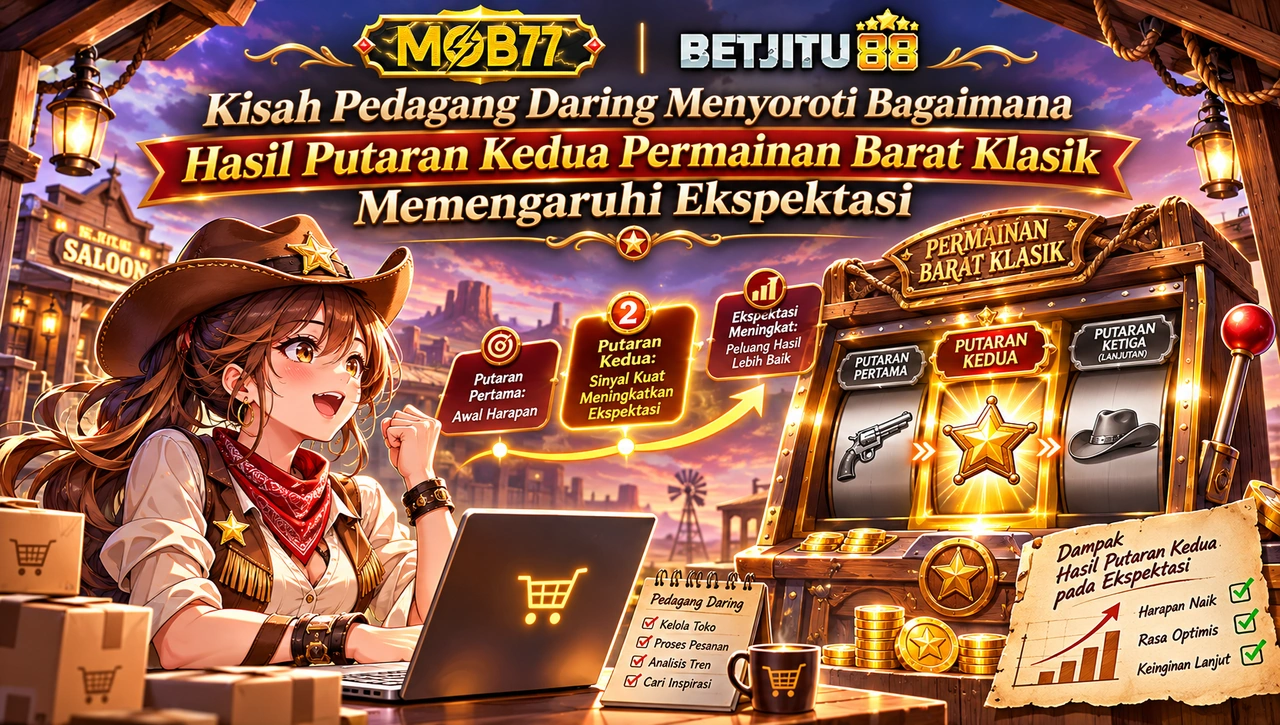 MOB77
BETJITU88
Kisah Pedagang Daring Menyoroti Bagaimana
Hasil Putaran Kedua Permainan Barat Klasik
Memengaruhi Ekspektasi
SALOON
Putaran
Pertama:
Awal Harapan
2
Putaran
Kedua:
Sinyal Kuat
Meningkatkan
Ekspektasi
Ekspektasi
Meningkat:
Peluang Hasil
Lebih Baik
PERMAINAN
BARAT KLASIK
PUTARAN
PERTAMA
PUTARAN
KEDUA
PUTARAN
KETIGA
(LANJUTAN)
Pedagang Daring
Kelola Toko
Proses Pesanan
Analisis Tren
Cari Inspirasi
Dampak
Hasil Putaran Kedua
pada Ekspektasi
Harapan Naik
Rasa Optimis
Keinginan Lanjut